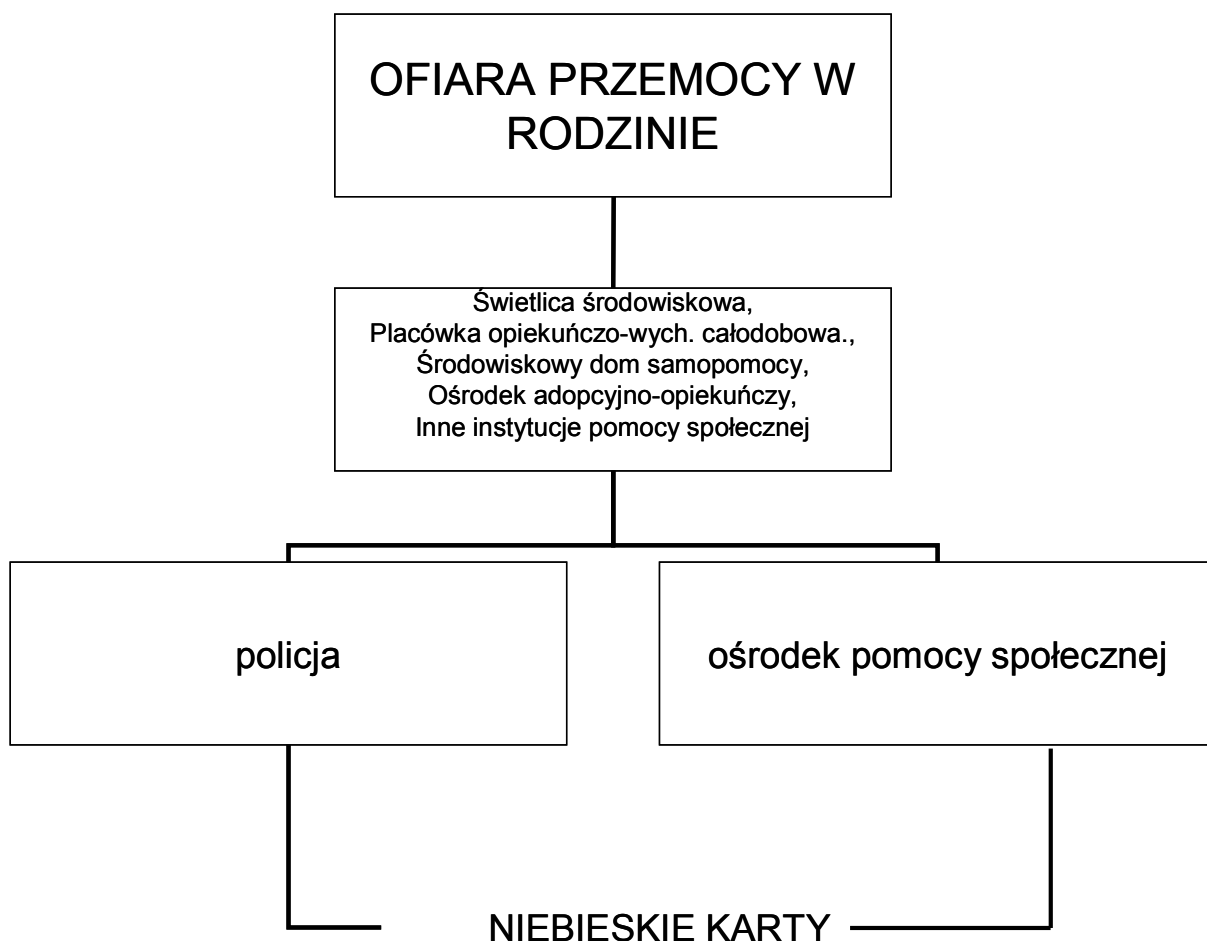 OFIARA PRZEMOCY W
RODZINIE
Świetlica środowiskowa,
Placówka opiekuńczo-wych. całodobowa.,
Środowiskowy dom samopomocy,
Ośrodek adopcyjno-opiekuńczy,
Inne instytucje pomocy społecznej
policja
ośrodek pomocy społecznej
NIEBIESKIE KARTY